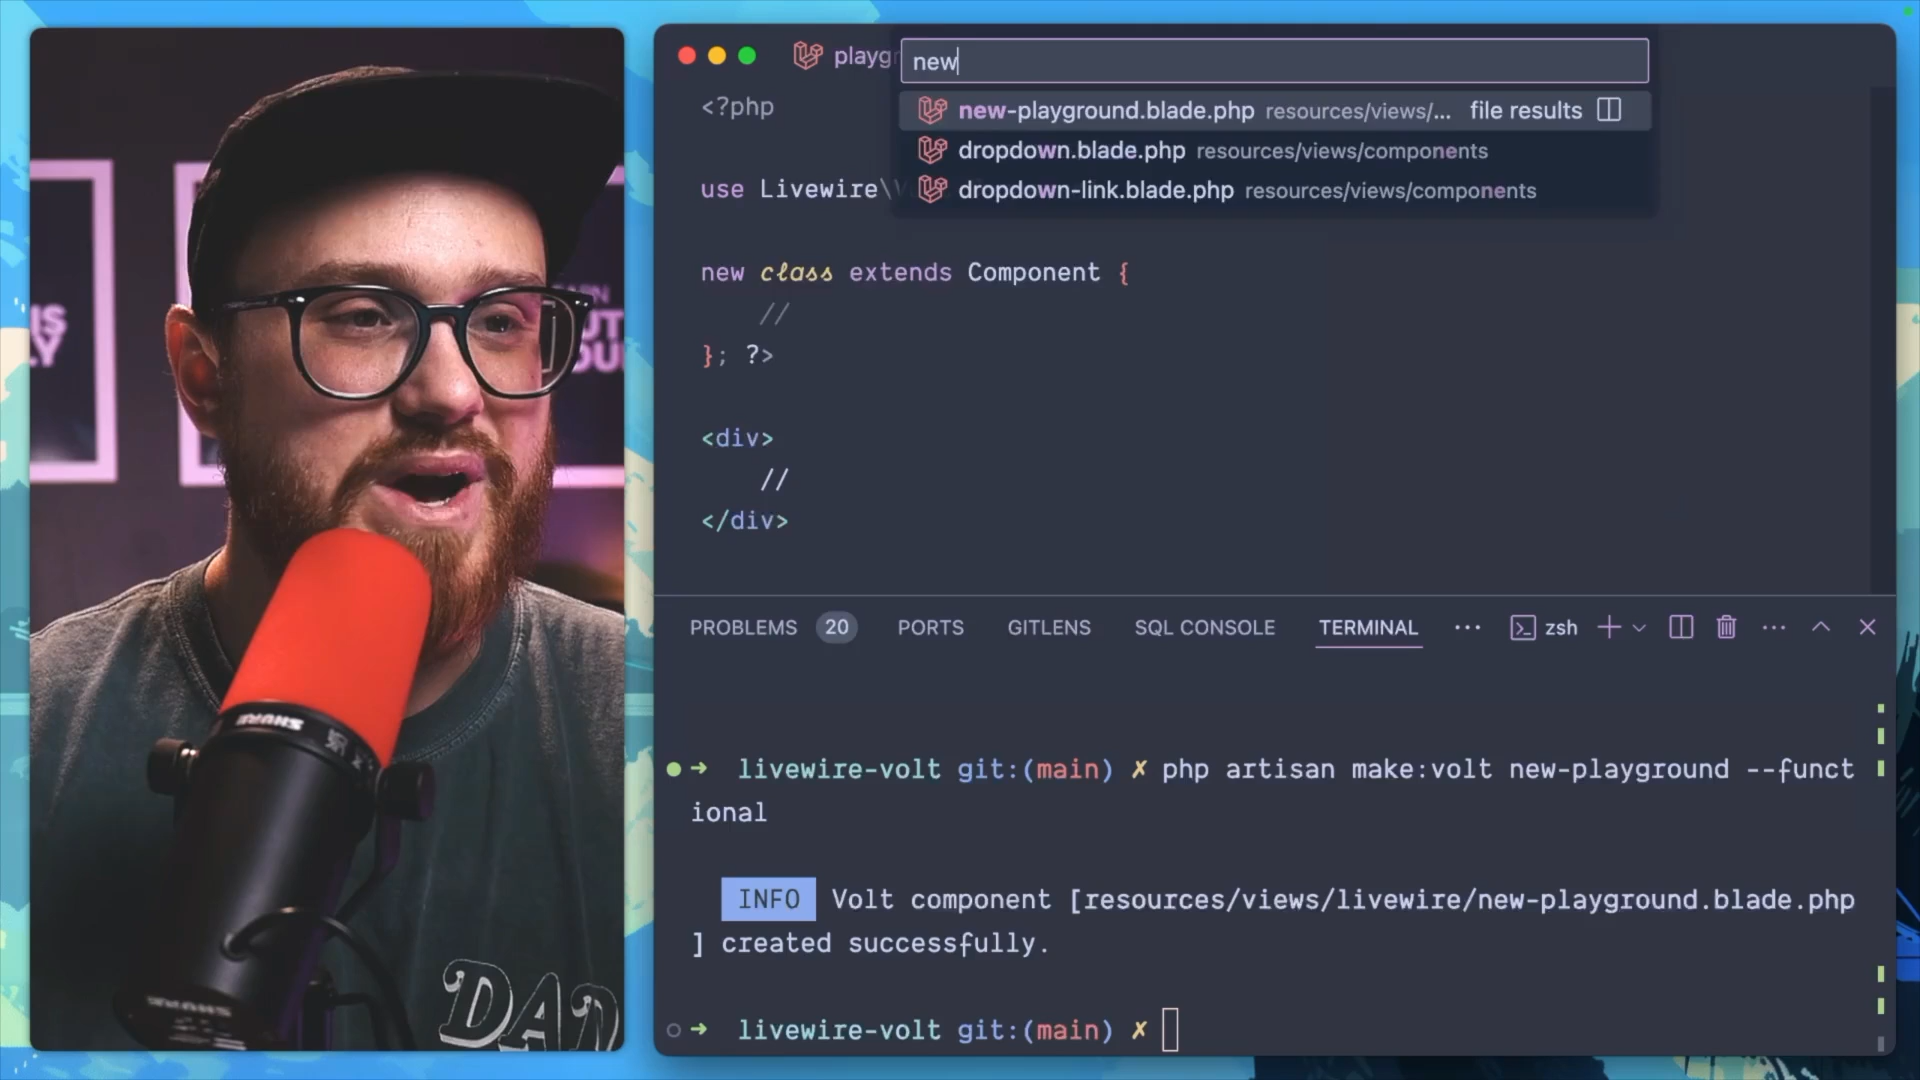 playgr
new
new-playground.blade.php resources/views/... file results
dropdown.blade.php resources/views/components
dropdown-link.blade.php resources/views/components
<?php
use Livewire\
new class extends Component {
//
}; ?>
<div>
//
</div>
PROBLEMS 20 PORTS GITLENS SQL CONSOLE TERMINAL ... zsh
➜ livewire-volt git:(main) ✗ php artisan make:volt new-playground --funct
ional
INFO Volt component [resources/views/livewire/new-playground.blade.php
] created successfully.
➜ livewire-volt git:(main) ✗
SHURE
DAD